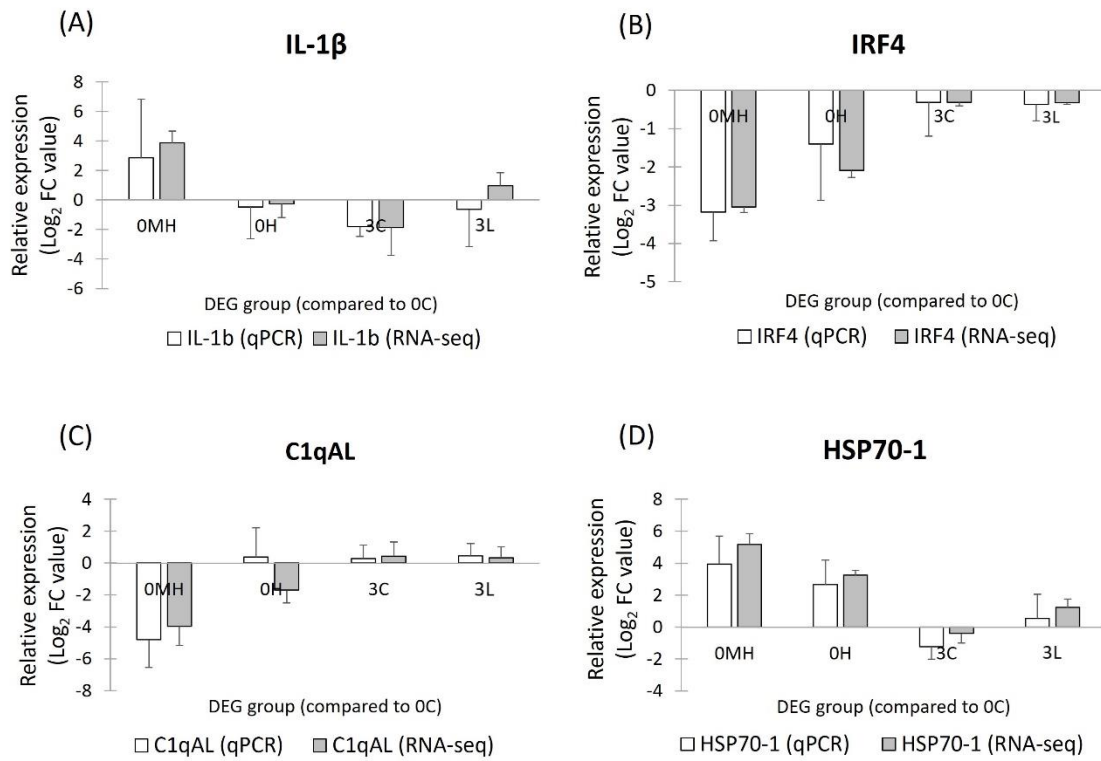 (A)
IL-1β
Relative expression
(Log₂ FC value)
8
6
4
2
0
-2
-4
-6
0MH 0H 3C 3L
DEG group (compared to 0C)
IL-1b (qPCR) IL-1b (RNA-seq)
(B)
IRF4
Relative expression
(Log₂ FC value)
0
-1
-2
-3
-4
-5
0MH 0H 3C 3L
DEG group (compared to 0C)
IRF4 (qPCR) IRF4 (RNA-seq)
(C)
C1qAL
Relative expression
(Log₂ FC value)
4
2
0
-2
-4
-6
-8
0MH 0H 3C 3L
DEG group (compared to 0C)
C1qAL (qPCR) C1qAL (RNA-seq)
(D)
HSP70-1
Relative expression
(Log₂ FC value)
8
6
4
2
0
-2
-4
0MH 0H 3C 3L
DEG group (compared to 0C)
HSP70-1 (qPCR) HSP70-1 (RNA-seq)